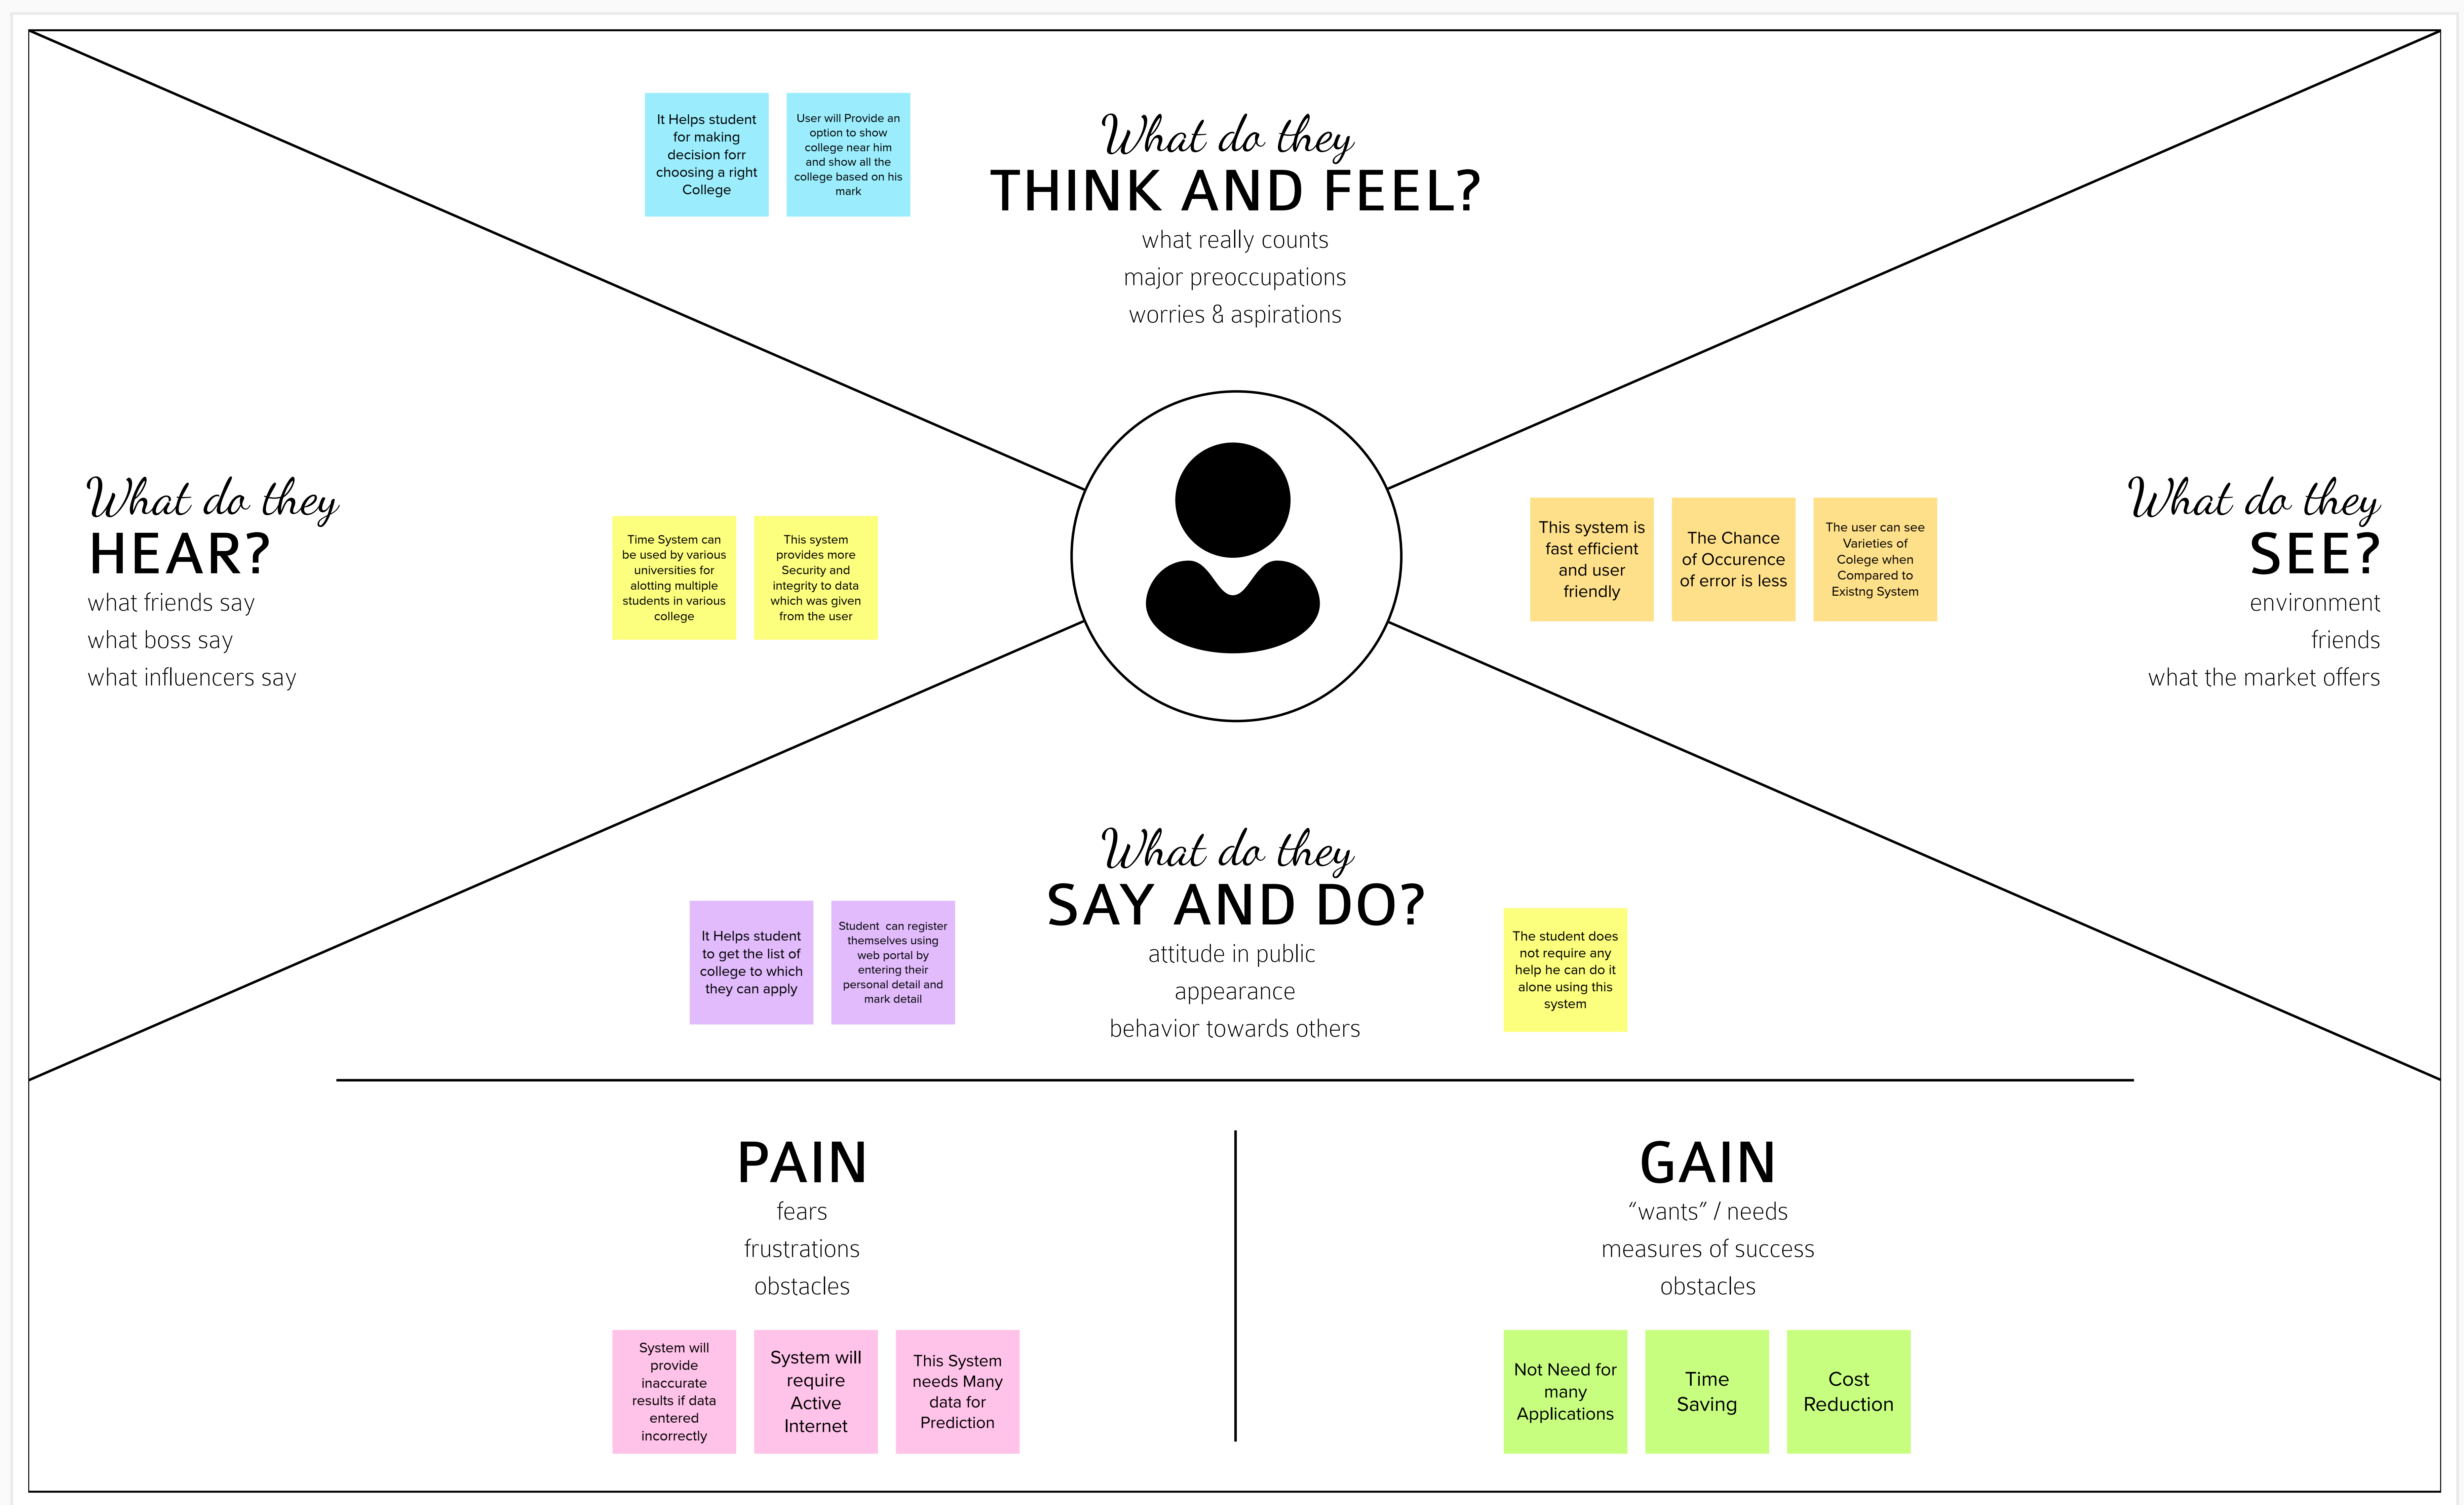 It Helps student
for making
decision forr
choosing a right
College
User will Provide an
option to show
college near him
and show all the
college based on his
mark
What do they
THINK AND FEEL?
what really counts
major preoccupations
worries & aspirations
What do they
HEAR?
what friends say
what boss say
what influencers say
Time System can
be used by various
universities for
alotting multiple
students in various
college
This system
provides more
Security and
integrity to data
which was given
from the user
This system is
fast efficient
and user
friendly
The Chance
of Occurence
of error is less
The user can see
Varieties of
Colege when
Compared to
Existng System
What do they
SEE?
environment
friends
what the market offers
What do they
SAY AND DO?
attitude in public
appearance
behavior towards others
It Helps student
to get the list of
college to which
they can apply
Student  can register
themselves using
web portal by
entering their
personal detail and
mark detail
The student does
not require any
help he can do it
alone using this
system
PAIN
fears
frustrations
obstacles
System will
provide
inaccurate
results if data
entered
incorrectly
System will
require
Active
Internet
This System
needs Many
data for
Prediction
GAIN
“wants” / needs
measures of success
obstacles
Not Need for
many
Applications
Time
Saving
Cost
Reduction